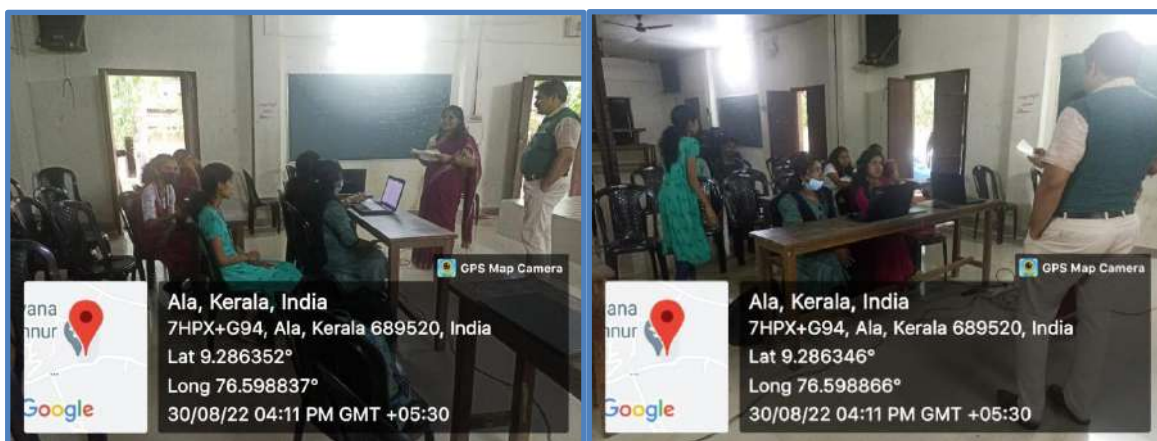 GPS Map Camera
ana
nnur
Google
Ala, Kerala, India
7HPX+G94, Ala, Kerala 689520, India
Lat 9.286352°
Long 76.598837°
30/08/22 04:11 PM GMT +05:30
GPS Map Camera
ana
nnur
Google
Ala, Kerala, India
7HPX+G94, Ala, Kerala 689520, India
Lat 9.286346°
Long 76.598866°
30/08/22 04:11 PM GMT +05:30